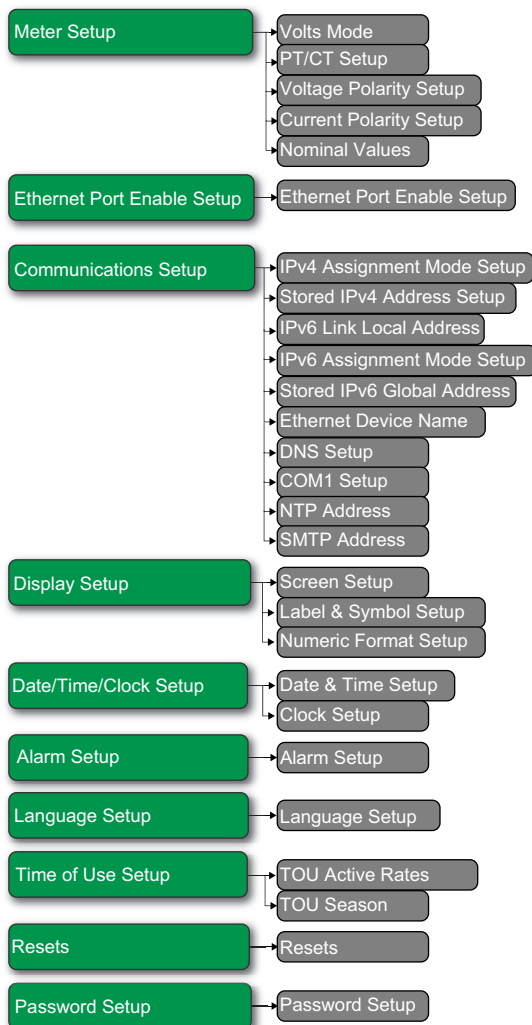 Meter Setup
Volts Mode
PT/CT Setup
Voltage Polarity Setup
Current Polarity Setup
Nominal Values
Ethernet Port Enable Setup
Ethernet Port Enable Setup
Communications Setup
IPv4 Assignment Mode Setup
Stored IPv4 Address Setup
IPv6 Link Local Address
IPv6 Assignment Mode Setup
Stored IPv6 Global Address
Ethernet Device Name
DNS Setup
COM1 Setup
NTP Address
SMTP Address
Display Setup
Screen Setup
Label & Symbol Setup
Numeric Format Setup
Date/Time/Clock Setup
Date & Time Setup
Clock Setup
Alarm Setup
Alarm Setup
Language Setup
Language Setup
Time of Use Setup
TOU Active Rates
TOU Season
Resets
Resets
Password Setup
Password Setup